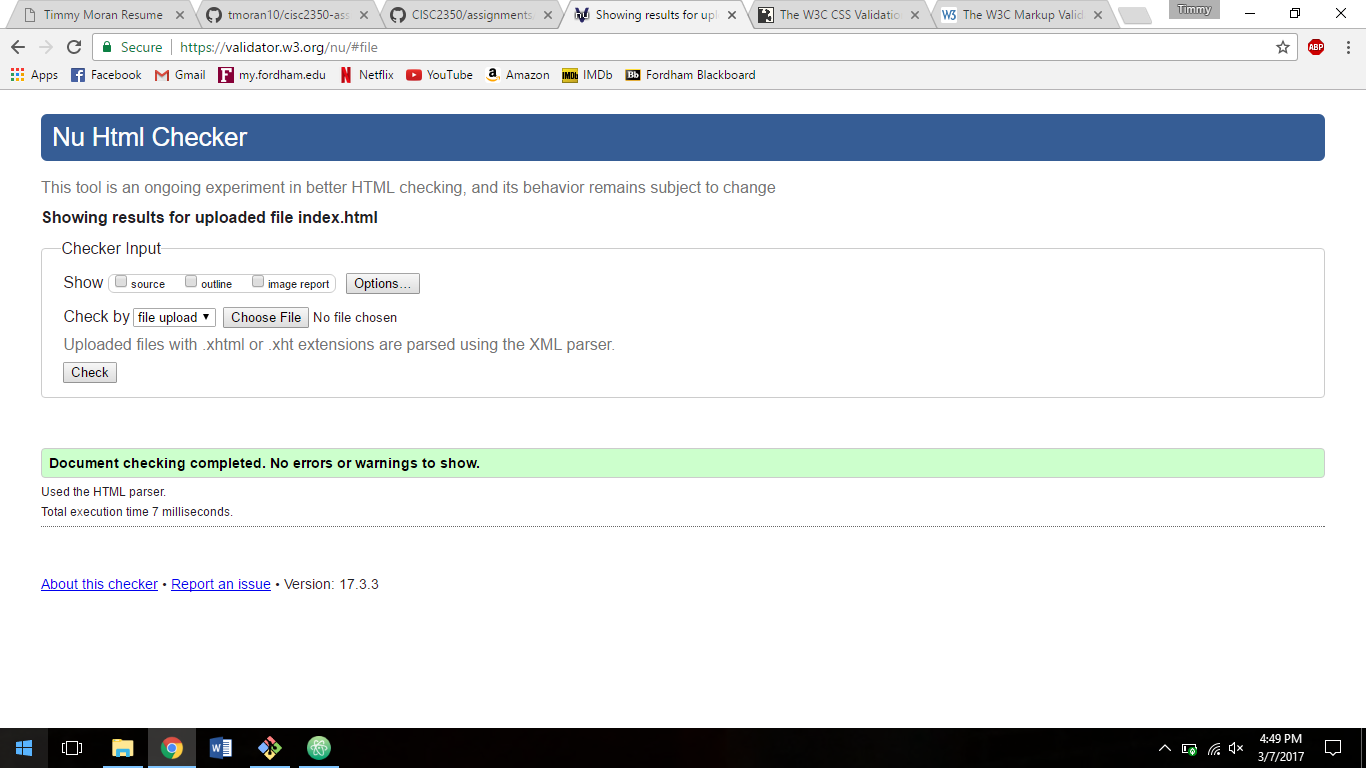 Timmy Moran Resume
tmoran10/cisc2350-ass
CISC2350/assignments
Showing results for upl
The W3C CSS Validatio
The W3C Markup Valid
Timmy
Secure https://validator.w3.org/nu/#file
ABP
Apps Facebook Gmail my.fordham.edu Netflix YouTube Amazon IMDb Fordham Blackboard
Nu Html Checker
This tool is an ongoing experiment in better HTML checking, and its behavior remains subject to change
Showing results for uploaded file index.html
Checker Input
Show source outline image report Options...
Check by file upload Choose File No file chosen
Uploaded files with .xhtml or .xht extensions are parsed using the XML parser.
Check
Document checking completed. No errors or warnings to show.
Used the HTML parser.
Total execution time 7 milliseconds.
About this checker • Report an issue • Version: 17.3.3
4:49 PM
3/7/2017